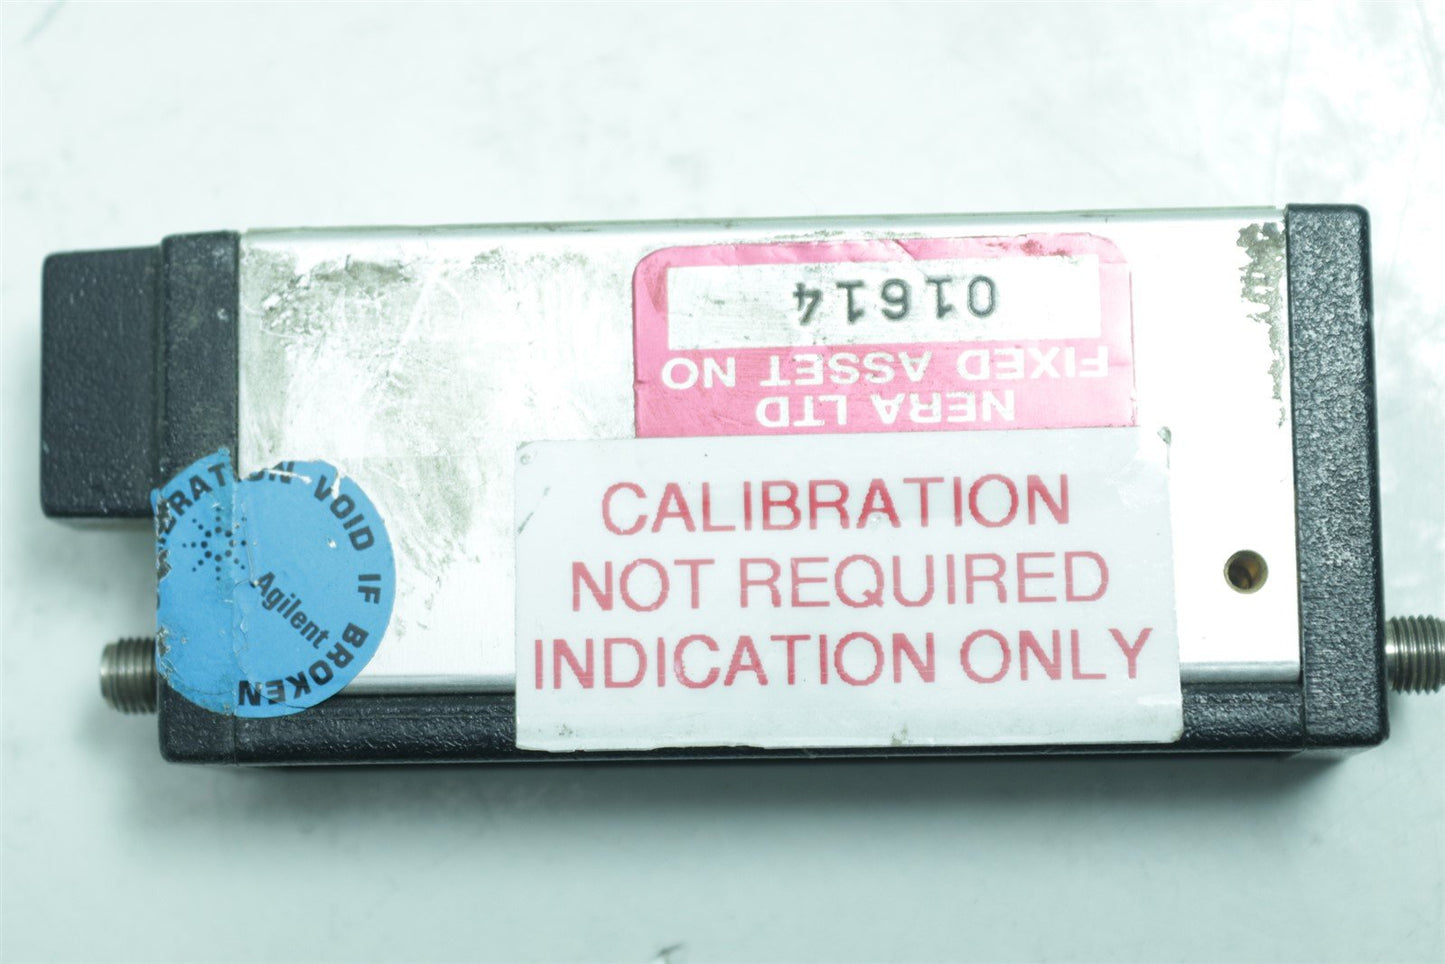 NERA LTD
FIXED ASSET NO
01614
CALIBRATION
NOT REQUIRED
INDICATION ONLY
VOID IF BROKEN
Agilent